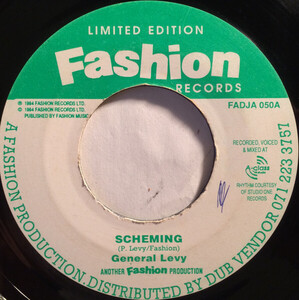 LIMITED EDITION
Fashion
RECORDS
FADJA 050A
℗ 1994 FASHION RECORDS LTD.
© 1994 FASHION RECORDS LTD.
PUBLISHED BY FASHION MUSIC
RECORDED, VOICED
& MIXED AT
RHYTHM COURTESY
OF STUDIO ONE
RECORDS
SCHEMING
(P. Levy/Fashion)
General Levy
ANOTHER Fashion PRODUCTION
A FASHION PRODUCTION, DISTRIBUTED BY DUB VENDOR 071 223 3757